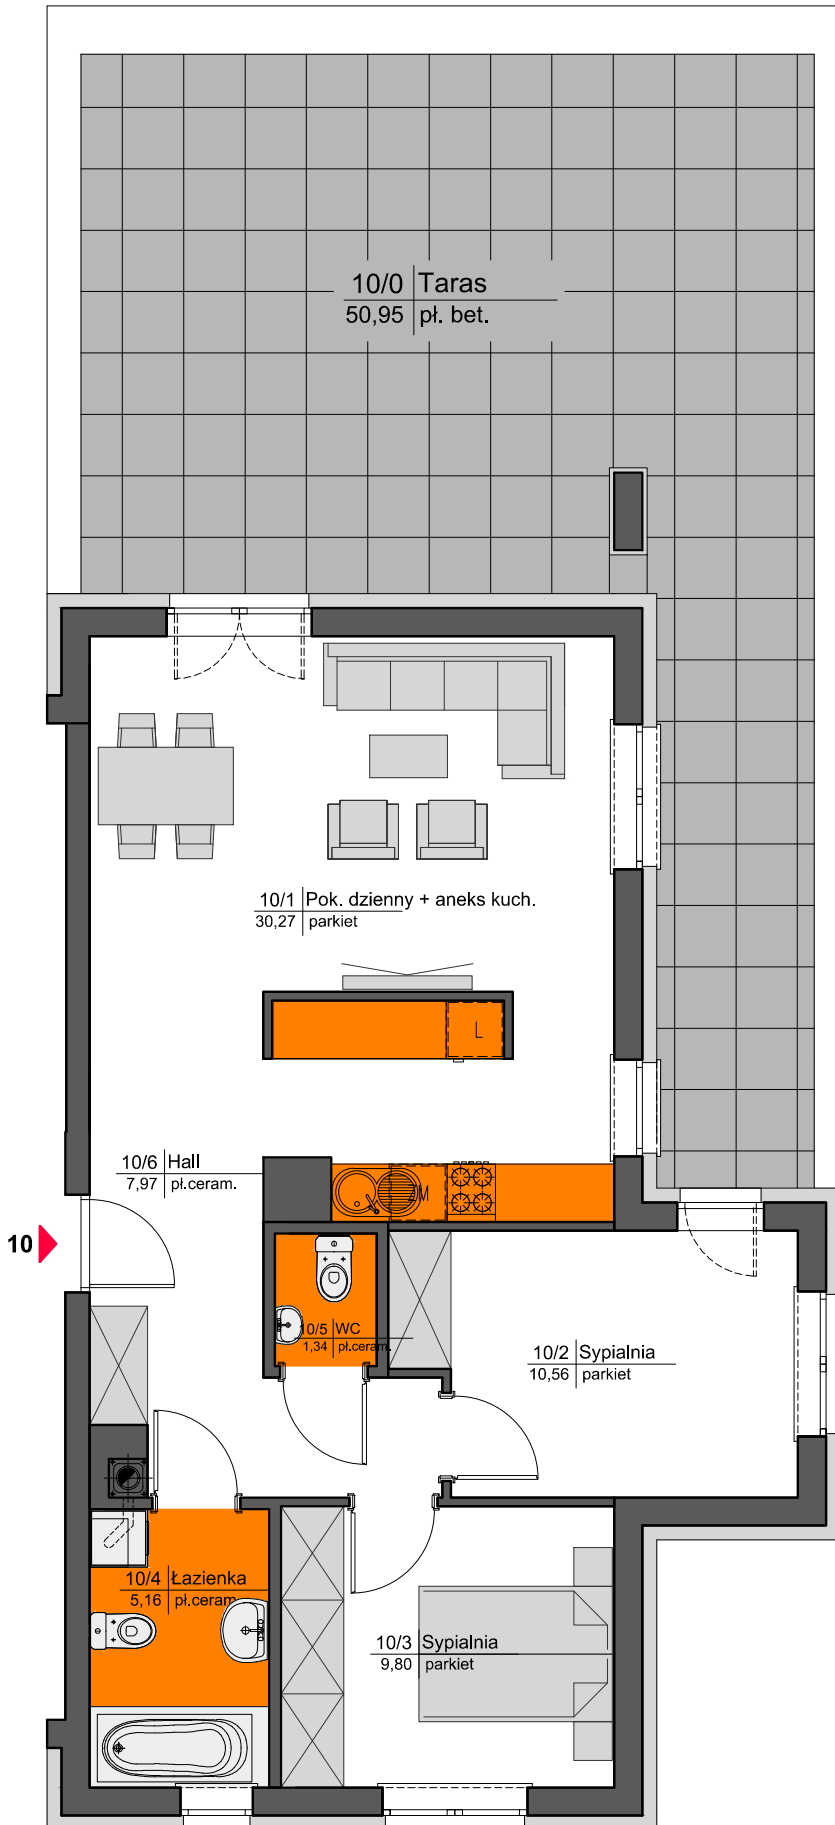 10/0 Taras
50,95 pł. bet.
10/1 Pok. dzienny + aneks kuch.
30,27 parkiet
L
10/6 Hall
7,97 pł.ceram.
ZM
10
10/5 WC
1,34 pł.ceram.
10/2 Sypialnia
10,56 parkiet
10/4 Łazienka
5,16 pł.ceram.
10/3 Sypialnia
9,80 parkiet